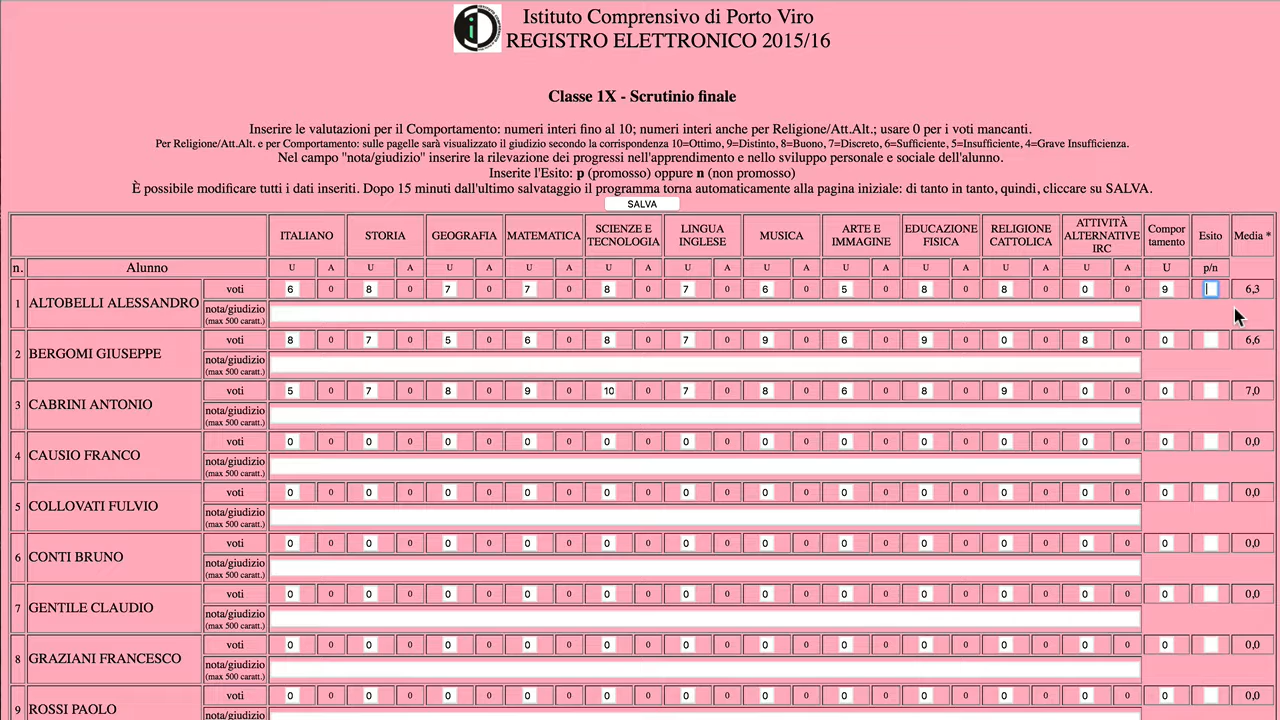 Istituto Comprensivo di Porto Viro
REGISTRO ELETTRONICO 2015/16
Classe 1X - Scrutinio finale
Inserire le valutazioni per il Comportamento: numeri interi fino al 10; numeri interi anche per Religione/Att.Alt.; usare 0 per i voti mancanti.
Per Religione/Att.Alt. e per Comportamento: sulle pagelle sarà visualizzato il giudizio secondo la corrispondenza 10=Ottimo, 9=Distinto, 8=Buono, 7=Discreto, 6=Sufficiente, 5=Insufficiente, 4=Grave Insufficienza.
Nel campo "nota/giudizio" inserire la rilevazione dei progressi nell'apprendimento e nello sviluppo personale e sociale dell'alunno.
Inserite l'Esito: p (promosso) oppure n (non promosso)
È possibile modificare tutti i dati inseriti. Dopo 15 minuti dall'ultimo salvataggio il programma torna automaticamente alla pagina iniziale: di tanto in tanto, quindi, cliccare su SALVA.
SALVA
ITALIANO STORIA GEOGRAFIA MATEMATICA SCIENZE E TECNOLOGIA LINGUA INGLESE MUSICA ARTE E IMMAGINE EDUCAZIONE FISICA RELIGIONE CATTOLICA ATTIVITÀ ALTERNATIVE IRC Compor tamento Esito Media *
n. Alunno U A U A U A U A U A U A U A U A U A U A U A U p/n
1 ALTOBELLI ALESSANDRO voti 6 0 8 0 7 0 7 0 8 0 7 0 6 0 5 0 8 0 8 0 0 0 9 6,3
nota/giudizio
(max 500 caratt.)
2 BERGOMI GIUSEPPE voti 8 0 7 0 5 0 6 0 8 0 7 0 9 0 6 0 9 0 0 0 8 0 0 6,6
nota/giudizio
(max 500 caratt.)
3 CABRINI ANTONIO voti 5 0 7 0 8 0 9 0 10 0 7 0 8 0 6 0 8 0 9 0 0 0 0 7,0
nota/giudizio
(max 500 caratt.)
4 CAUSIO FRANCO voti 0 0 0 0 0 0 0 0 0 0 0 0 0 0 0 0 0 0 0 0 0 0 0 0,0
nota/giudizio
(max 500 caratt.)
5 COLLOVATI FULVIO voti 0 0 0 0 0 0 0 0 0 0 0 0 0 0 0 0 0 0 0 0 0 0 0 0,0
nota/giudizio
(max 500 caratt.)
6 CONTI BRUNO voti 0 0 0 0 0 0 0 0 0 0 0 0 0 0 0 0 0 0 0 0 0 0 0 0,0
nota/giudizio
(max 500 caratt.)
7 GENTILE CLAUDIO voti 0 0 0 0 0 0 0 0 0 0 0 0 0 0 0 0 0 0 0 0 0 0 0 0,0
nota/giudizio
(max 500 caratt.)
8 GRAZIANI FRANCESCO voti 0 0 0 0 0 0 0 0 0 0 0 0 0 0 0 0 0 0 0 0 0 0 0 0,0
nota/giudizio
(max 500 caratt.)
9 ROSSI PAOLO voti 0 0 0 0 0 0 0 0 0 0 0 0 0 0 0 0 0 0 0 0 0 0 0 0,0
nota/giudizio